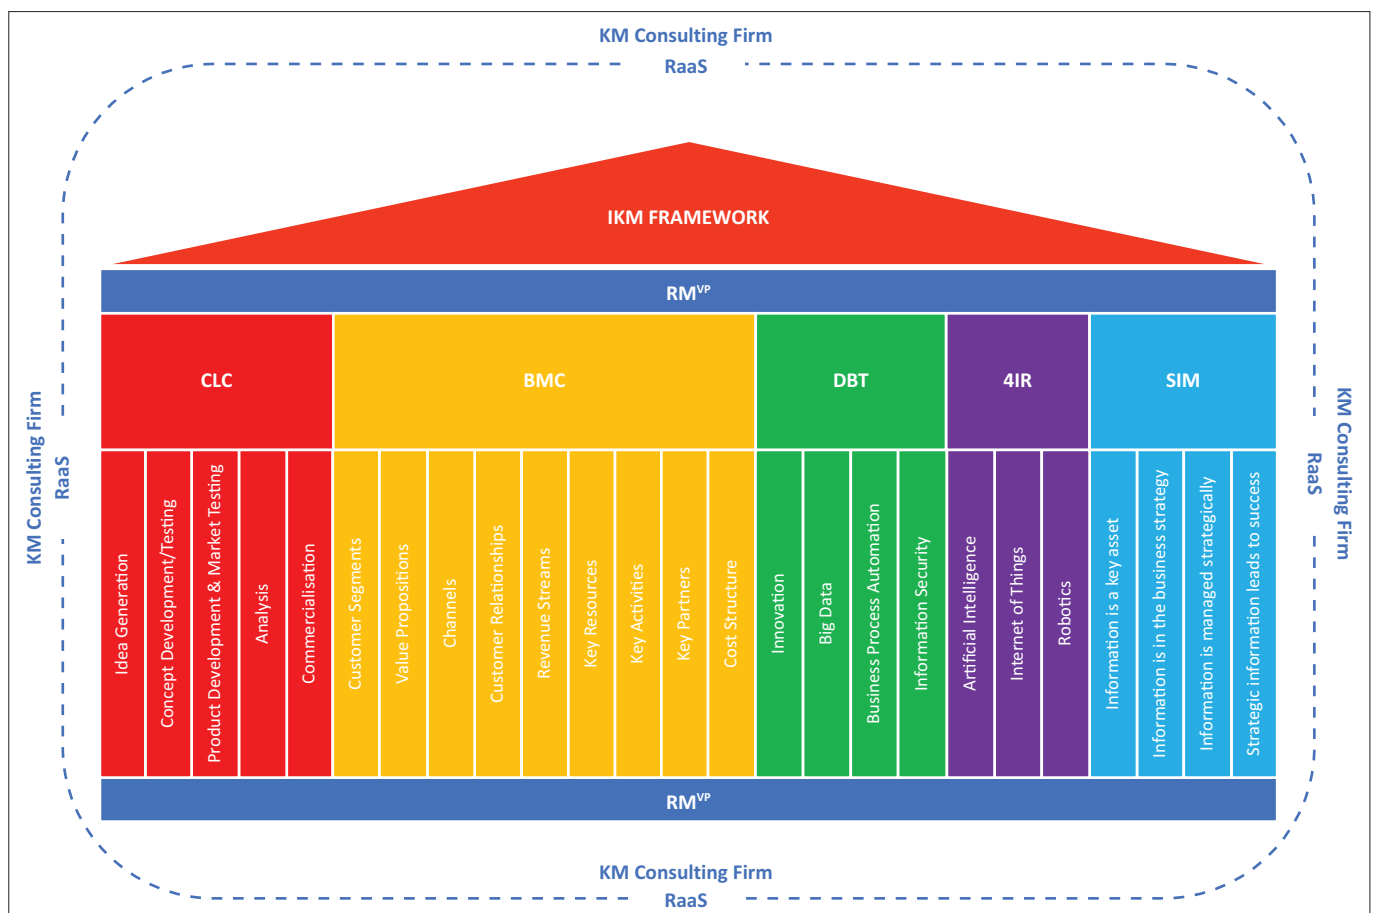 KM Consulting Firm
RaaS
KM Consulting Firm
RaaS
IKM FRAMEWORK
RM^VP
CLC
BMC
DBT
4IR
SIM
Idea Generation
Concept Development/Testing
Product Development & Market Testing
Analysis
Commercialisation
Customer Segments
Value Propositions
Channels
Customer Relationships
Revenue Streams
Key Resources
Key Activities
Key Partners
Cost Structure
Innovation
Big Data
Business Process Automation
Information Security
Artificial Intelligence
Internet of Things
Robotics
Information is a key asset
Information is in the business strategy
Information is managed strategically
Strategic information leads to success
RM^VP
KM Consulting Firm
RaaS
KM Consulting Firm
RaaS